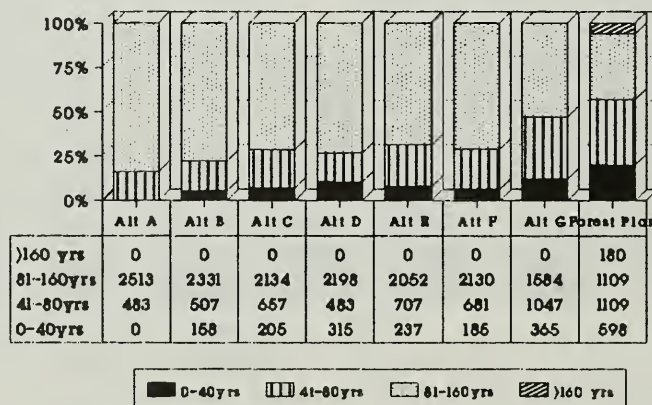 100%
75%
50%
25%
0%
Alt A Alt B Alt C Alt D Alt E Alt F Alt G Forest Plan
>160 yrs 0 0 0 0 0 0 0 180
81-160yrs 2513 2331 2134 2198 2052 2130 1584 1109
41-80yrs 483 507 657 483 707 681 1047 1109
0-40yrs 0 158 205 315 237 185 365 598
0-40yrs 41-80yrs 81-160yrs >160 yrs